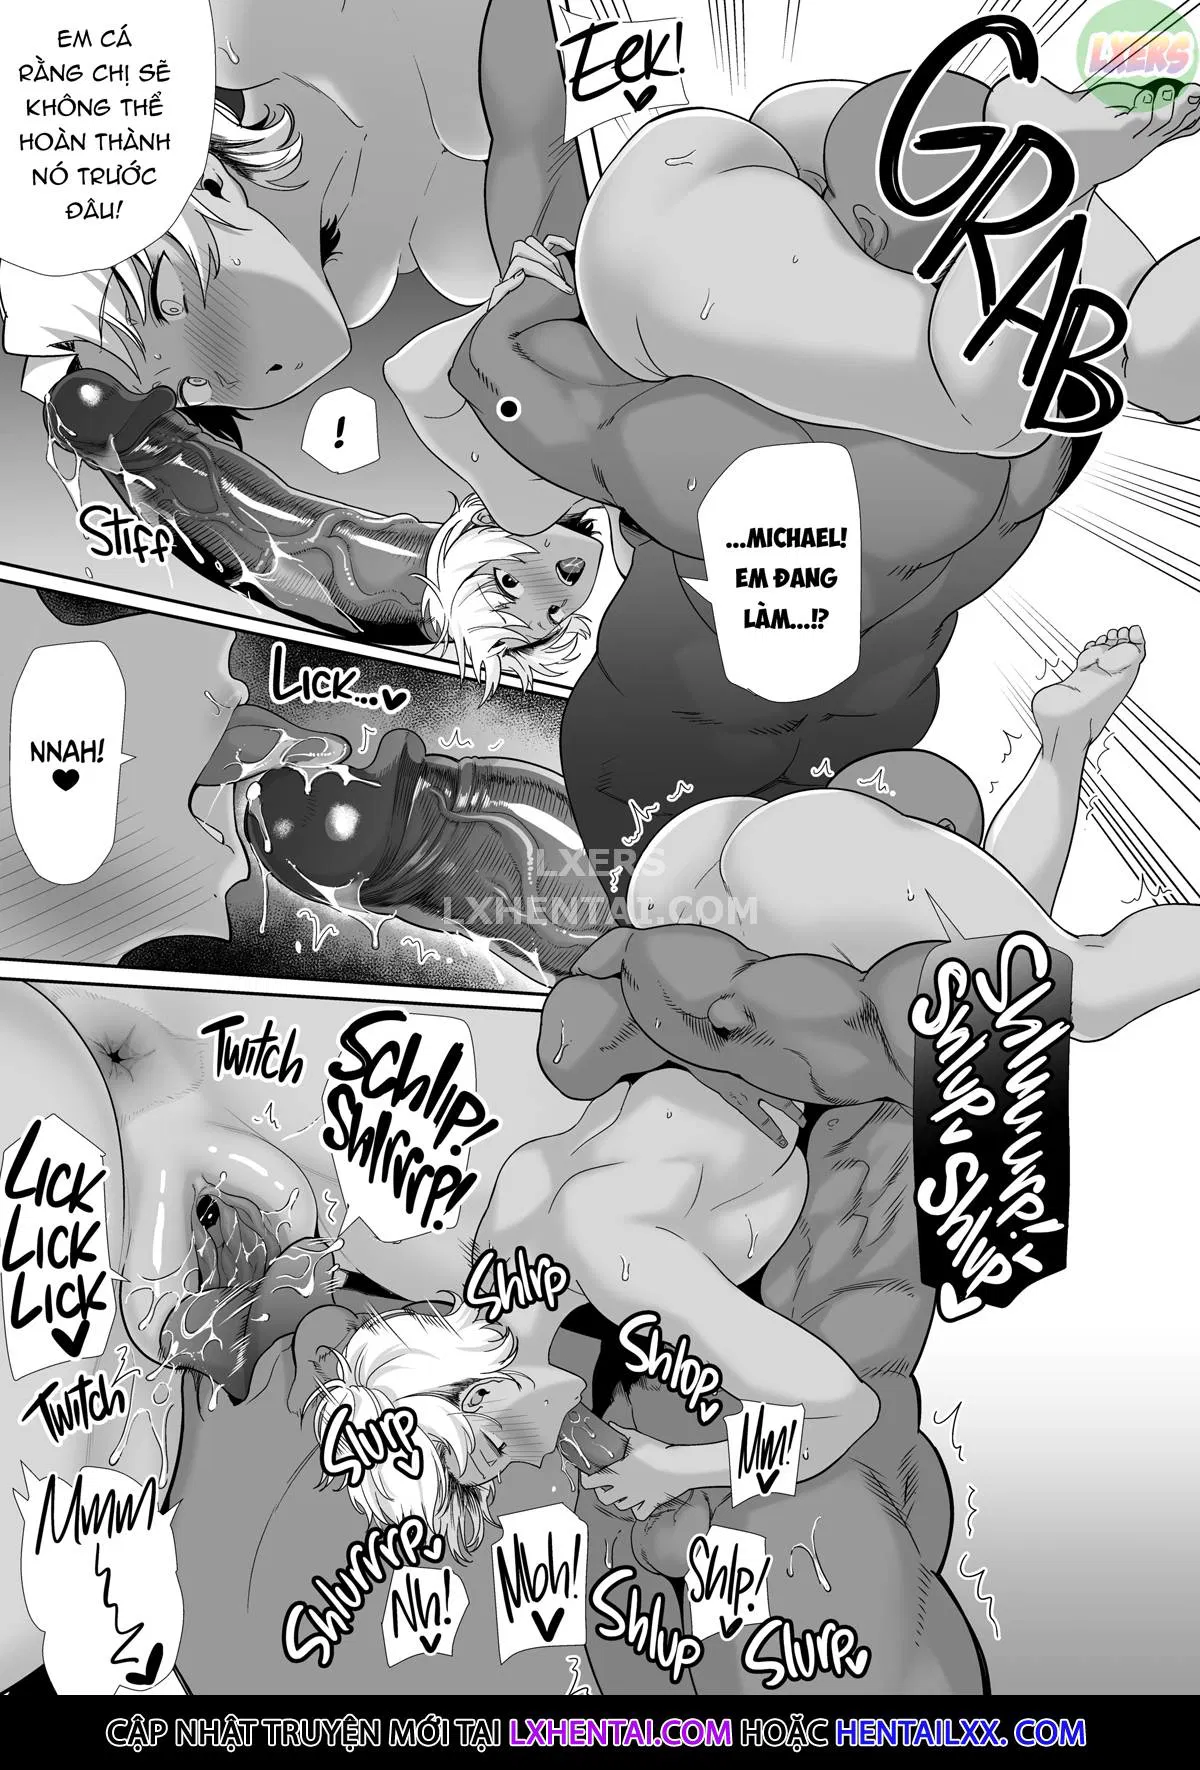 EM CÁ
RẰNG CHỊ SẼ
KHÔNG THỂ
HOÀN THÀNH
NÓ TRƯỚC
ĐÂU!
Eek!
LXERS
GRAB
!
Stiff
...MICHAEL!
EM ĐANG
LÀM...!?
Lick...
NNAH!
LXERS
LXHENTAI.COM
Shluuurp!
Shlup Shlup
Twitch
Schlip!
Shlrrrp!
Lick
Lick
Lick
Twitch
Shlrp
Shlop
Slurp
Mm!
Mmm
Shlurrrrp
Nh!
Mbh!
Shlup
Shlp!
Slurp
CẬP NHẬT TRUYỆN MỚI TẠI LXHENTAI.COM HOẶC HENTAILXX. COM